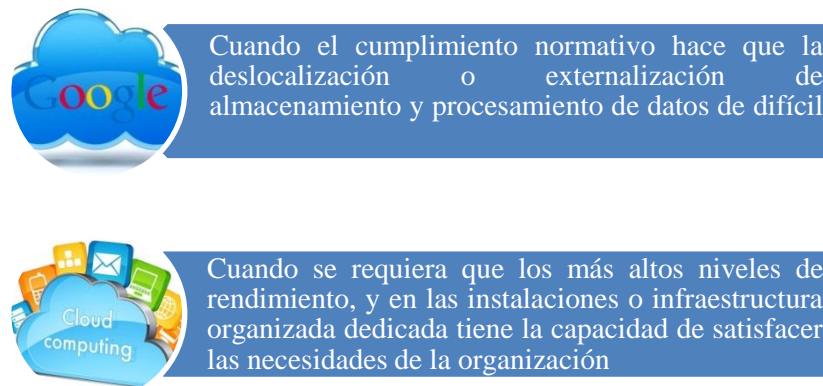 Google
Cuando el cumplimiento normativo hace que la
deslocalización o externalización de
almacenamiento y procesamiento de datos de difícil
Cloud
computing
Cuando se requiera que los más altos niveles de
rendimiento, y en las instalaciones o infraestructura
organizada dedicada tiene la capacidad de satisfacer
las necesidades de la organización